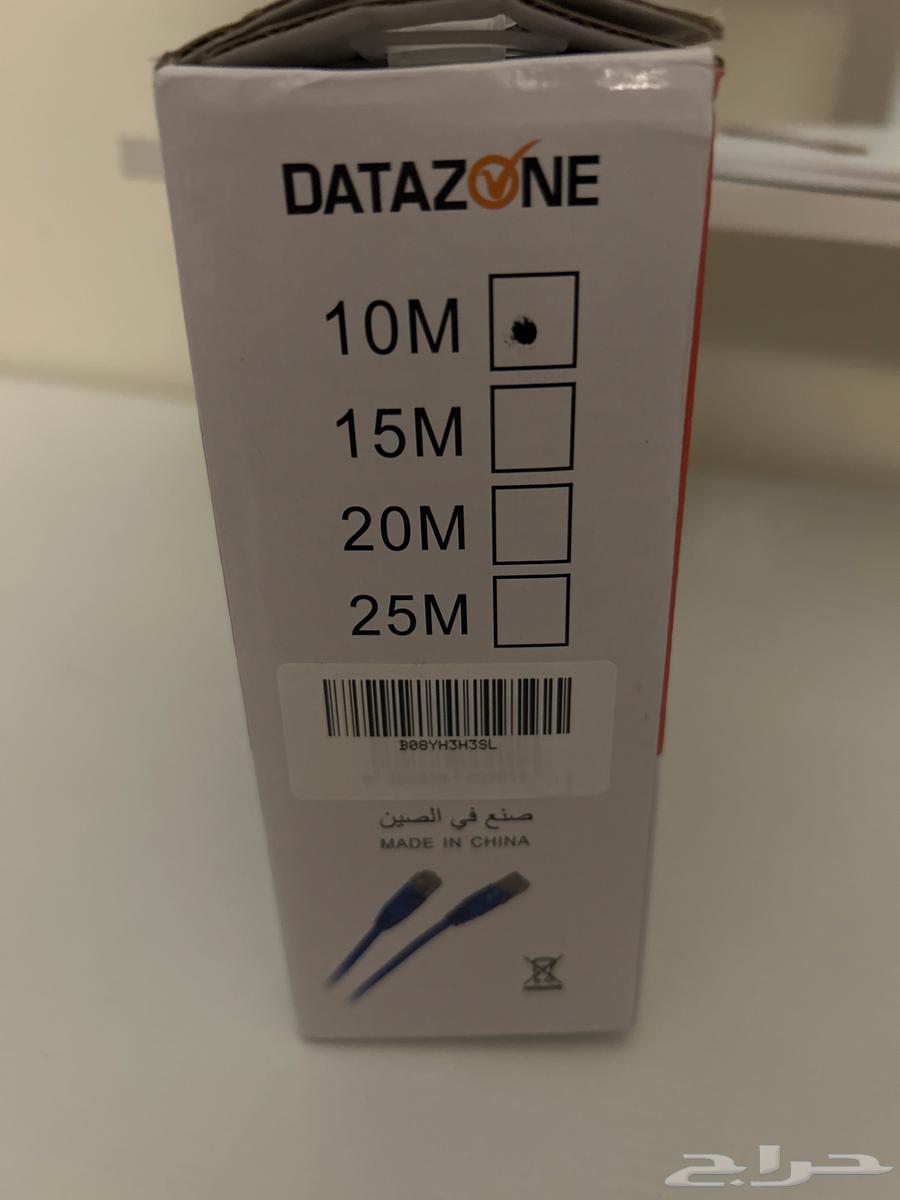 DATAZONE
10M
15M
20M
25M
B08YH3H3SL
صنع في الصين
MADE IN CHINA
حراج